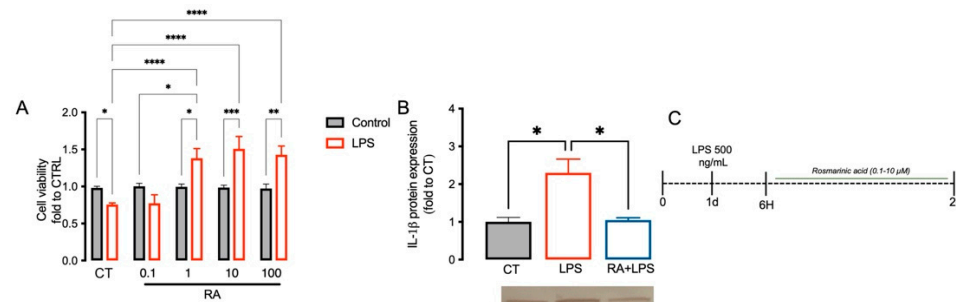 A
****
****
****
*
*
*
***
**
Cell viability
fold to CTRL
2.0
1.5
1.0
0.5
0.0
CT
0.1
1
10
100
RA
Control
LPS
B
IL-1β protein expression
(fold to CT)
4
3
2
1
0
*
*
CT
LPS
RA+LPS
C
LPS 500
ng/mL
Rosmarinic acid (0.1-10 μM)
0
1d
6H
2